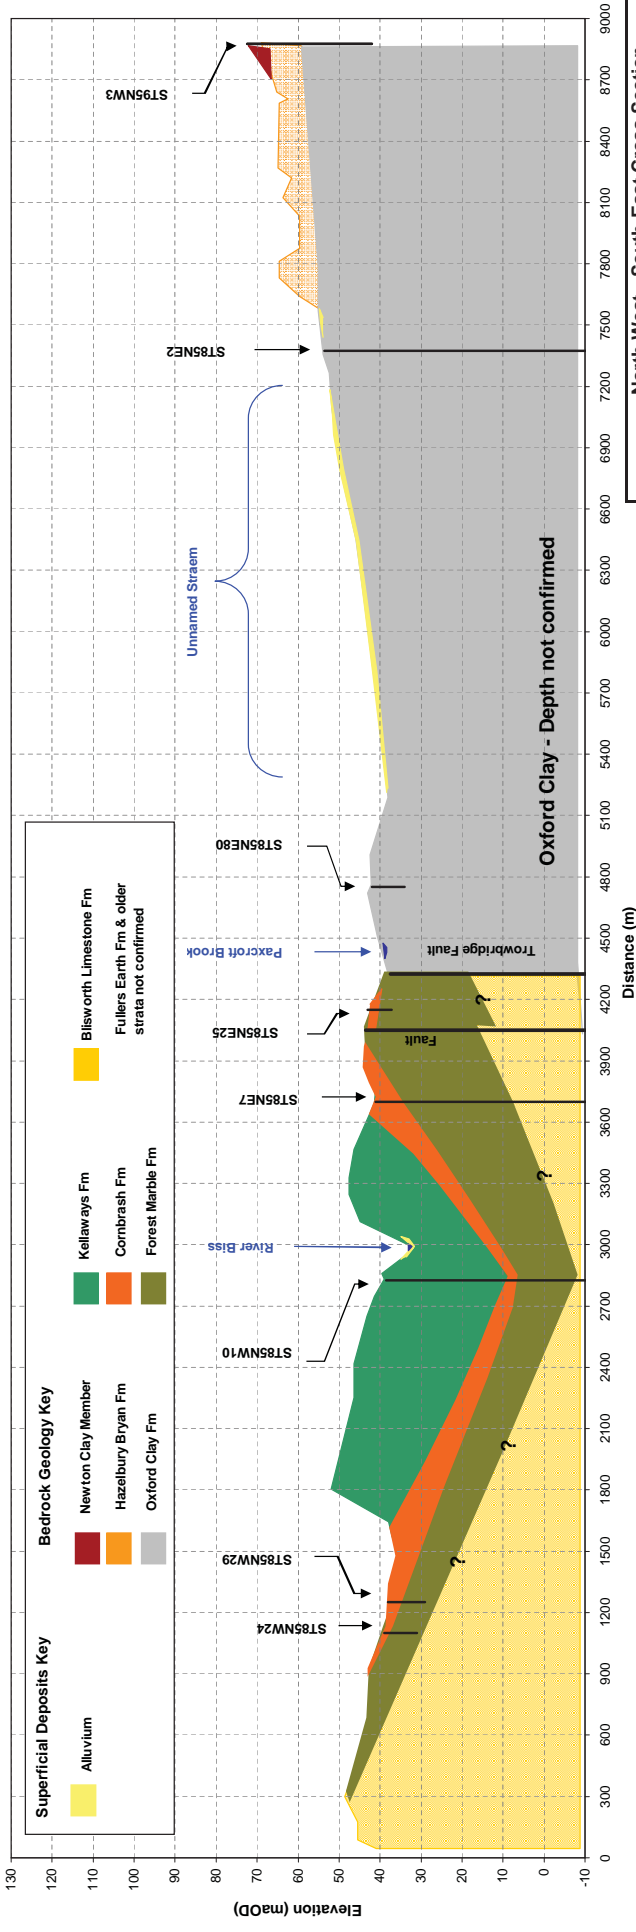 Superficial Deposits Key
Alluvium
Bedrock Geology Key
Newton Clay Member
Hazelbury Bryan Fm
Oxford Clay Fm
Kellaways Fm
Cornbrash Fm
Forest Marble Fm
Blisworth Limestone Fm
Fullers Earth Fm & older
strata not confirmed
Elevation (maOD)
130
120
110
100
90
80
70
60
50
40
30
20
10
0
-10
ST85NW24
ST85NW29
ST85NW10
River Biss
ST85NE7
ST85NE25
Paxcroft Brook
ST85NE80
Unnamed Straem
ST85NE2
ST95NW3
Fault
Trowbridge Fault
?
?
?
?
Oxford Clay - Depth not confirmed
0 300 600 900 1200 1500 1800 2100 2400 2700 3000 3300 3600 3900 4200 4500 4800 5100 5400 5700 6000 6300 6600 6900 7200 7500 7800 8100 8400 8700 9000
Distance (m)
North West - South East Cross Section